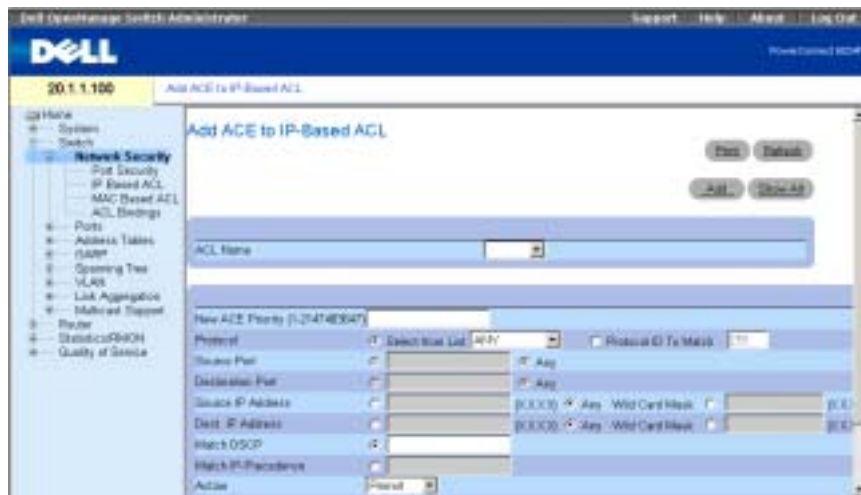 Dell OpenManage Switch Administrator
Support Help About Log Out
DELL
20.1.1.100
Add ACE to IP-Based ACL
Home
System
Switch
Network Security
Port Security
IP Based ACL
MAC Based ACL
ACL Bindings
Ports
Address Tables
GARP
Spanning Tree
VLAN
Link Aggregation
Multicast Support
Router
Statistics/RMON
Quality of Service
Add ACE to IP-Based ACL
Print Refresh
Add Show All
ACL Name
New ACE Priority (1-2147483647)
Protocol Select from List ANY Protocol ID To Match
Source Port Any
Destination Port Any
Source IP Address (X.X.X.X) Any Wild Card Mask
Dest. IP Address (X.X.X.X) Any Wild Card Mask
Match DSCP
Match IP-Precedence
Action Permit